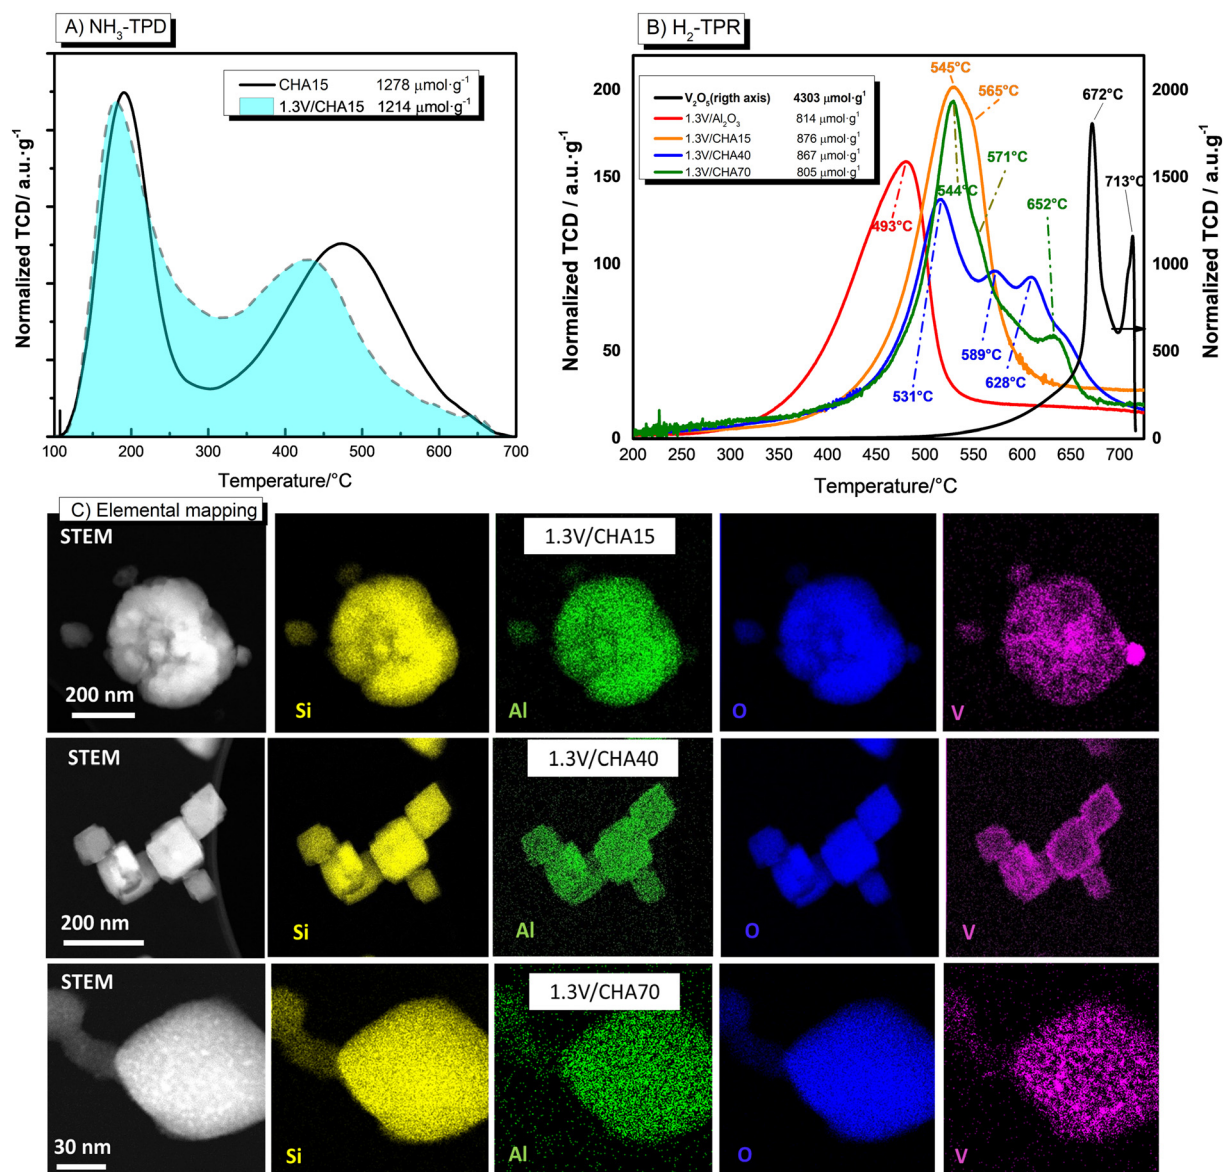 A) NH3-TPD
CHA15 1278 μmol·g-1
1.3V/CHA15 1214 μmol·g-1
Normalized TCD/ a.u.·g-1
100 200 300 400 500 600 700
Temperature/°C
B) H2-TPR
V2O5(rigth axis) 4303 μmol·g1
1.3V/Al2O3 814 μmol·g1
1.3V/CHA15 876 μmol·g1
1.3V/CHA40 867 μmol·g1
1.3V/CHA70 805 μmol·g1
545°C
565°C
672°C
571°C
713°C
544°C
652°C
493°C
589°C
628°C
531°C
200
150
100
50
0
2000
1500
1000
500
0
Normalized TCD / a.u.·g-1
Normalized TCD / a.u.g-1
200 250 300 350 400 450 500 550 600 650 700
Temperature/°C
C) Elemental mapping
STEM
1.3V/CHA15
200 nm
Si
Al
O
V
STEM
1.3V/CHA40
200 nm
Si
Al
O
V
STEM
1.3V/CHA70
30 nm
Si
Al
O
V